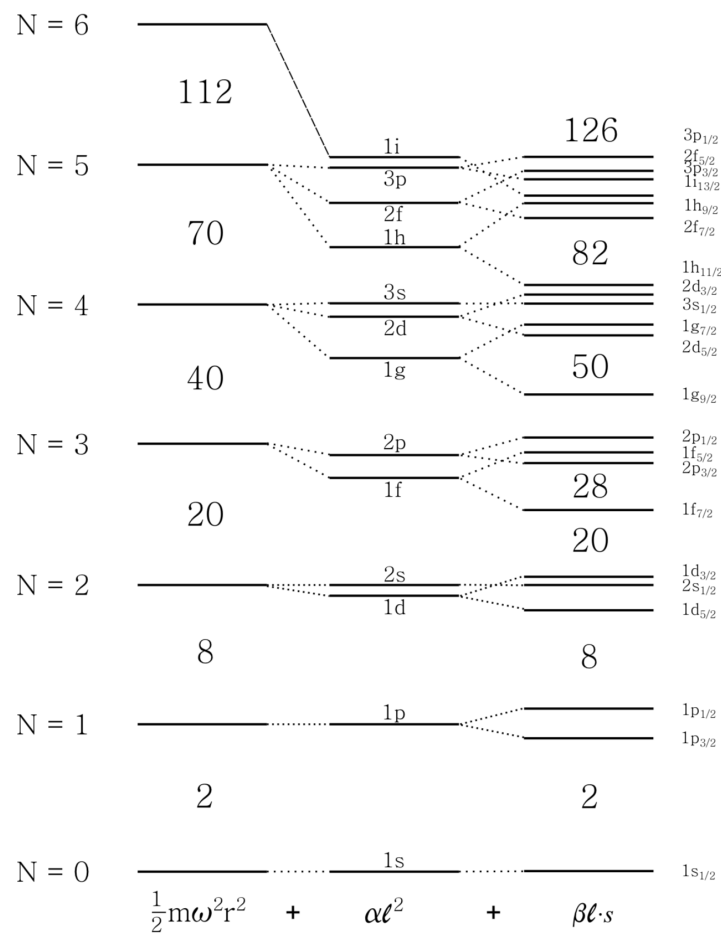 N = 6
112
126
3p1/2
1i
N = 5
2f5/2
3p3/2
3p
1i13/2
1h9/2
2f
2f7/2
70
1h
82
1h11/2
2d3/2
3s
N = 4
3s1/2
2d
1g7/2
2d5/2
1g
50
40
1g9/2
N = 3
2p
2p1/2
1f5/2
2p3/2
1f
28
20
1f7/2
20
2s
1d3/2
N = 2
2s1/2
1d
1d5/2
8
8
1p
1p1/2
N = 1
1p3/2
2
2
1s
N = 0
1s1/2
½mω²r² + αℓ² + βℓ·s